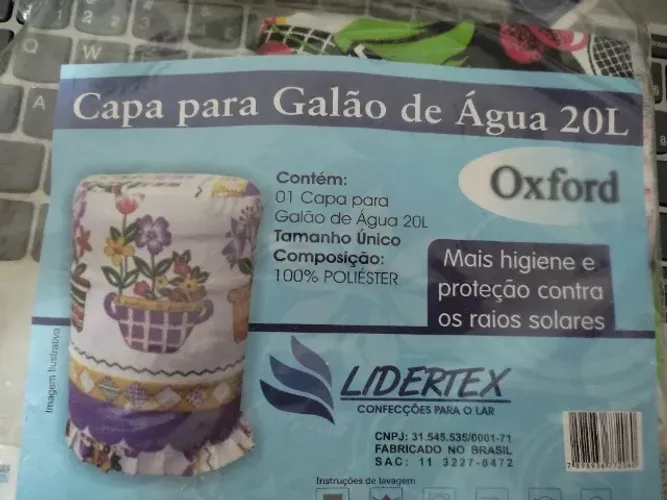 Capa para Galão de Água 20L
Contém:
01 Capa para
Galão de Água 20L
Tamanho Único
Composição:
100% POLIÉSTER
Oxford
Mais higiene e
proteção contra
os raios solares
Imagem Ilustrativa
LIDERTEX
CONFECÇÕES PARA O LAR
CNPJ: 31.545.535/0001-71
FABRICADO NO BRASIL
SAC: 11 3227-8472
Instruções de lavagem